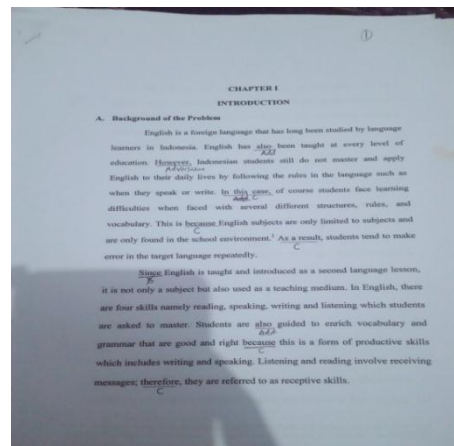 ①
CHAPTER I
INTRODUCTION
A. Background of the Problem
English is a foreign language that has long been studied by language
learners in Indonesia. English has also been taught at every level of
Add
education. However, Indonesian students still do not master and apply
Adversative
English to their daily lives by following the rules in the language such as
when they speak or write. In this case, of course students face learning
C
difficulties when faced with several different structures, rules, and
vocabulary. This is because English subjects are only limited to subjects and
C
are only found in the school environment.¹ As a result, students tend to make
C
error in the target language repeatedly.
Since English is taught and introduced as a second language lesson,
it is not only a subject but also used as a teaching medium. In English, there
are four skills namely reading, speaking, writing and listening which students
are asked to master. Students are also guided to enrich vocabulary and
Add
grammar that are good and right because this is a form of productive skills
C
which includes writing and speaking. Listening and reading involve receiving
messages; therefore, they are referred to as receptive skills.
C